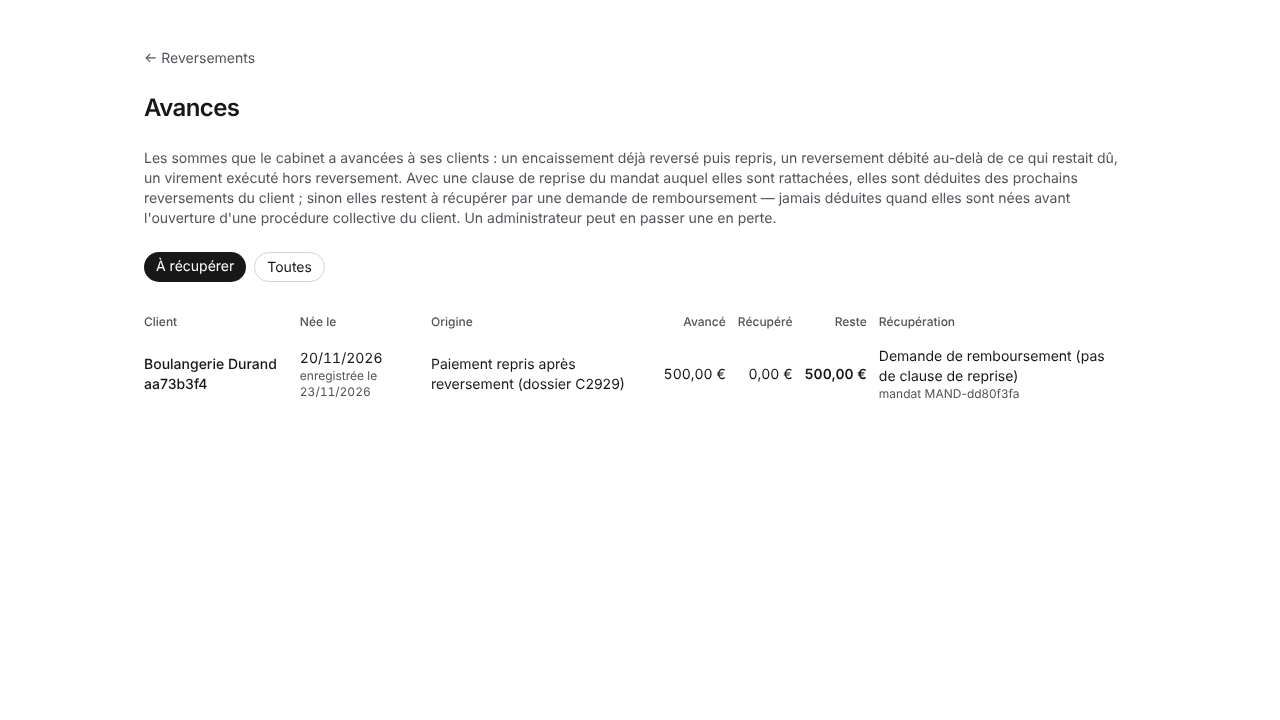 ← Reversements
Avances
Les sommes que le cabinet a avancées à ses clients : un encaissement déjà reversé puis repris, un reversement débité au-delà de ce qui restait dû,
un virement exécuté hors reversement. Avec une clause de reprise du mandat auquel elles sont rattachées, elles sont déduites des prochains
reversements du client ; sinon elles restent à récupérer par une demande de remboursement — jamais déduites quand elles sont nées avant
l'ouverture d'une procédure collective du client. Un administrateur peut en passer une en perte.
À récupérer Toutes
Client Née le Origine Avancé Récupéré Reste Récupération
Boulangerie Durand
aa73b3f4
20/11/2026
enregistrée le
23/11/2026
Paiement repris après
reversement (dossier C2929)
500,00 € 0,00 € 500,00 €
Demande de remboursement (pas
de clause de reprise)
mandat MAND-dd80f3fa